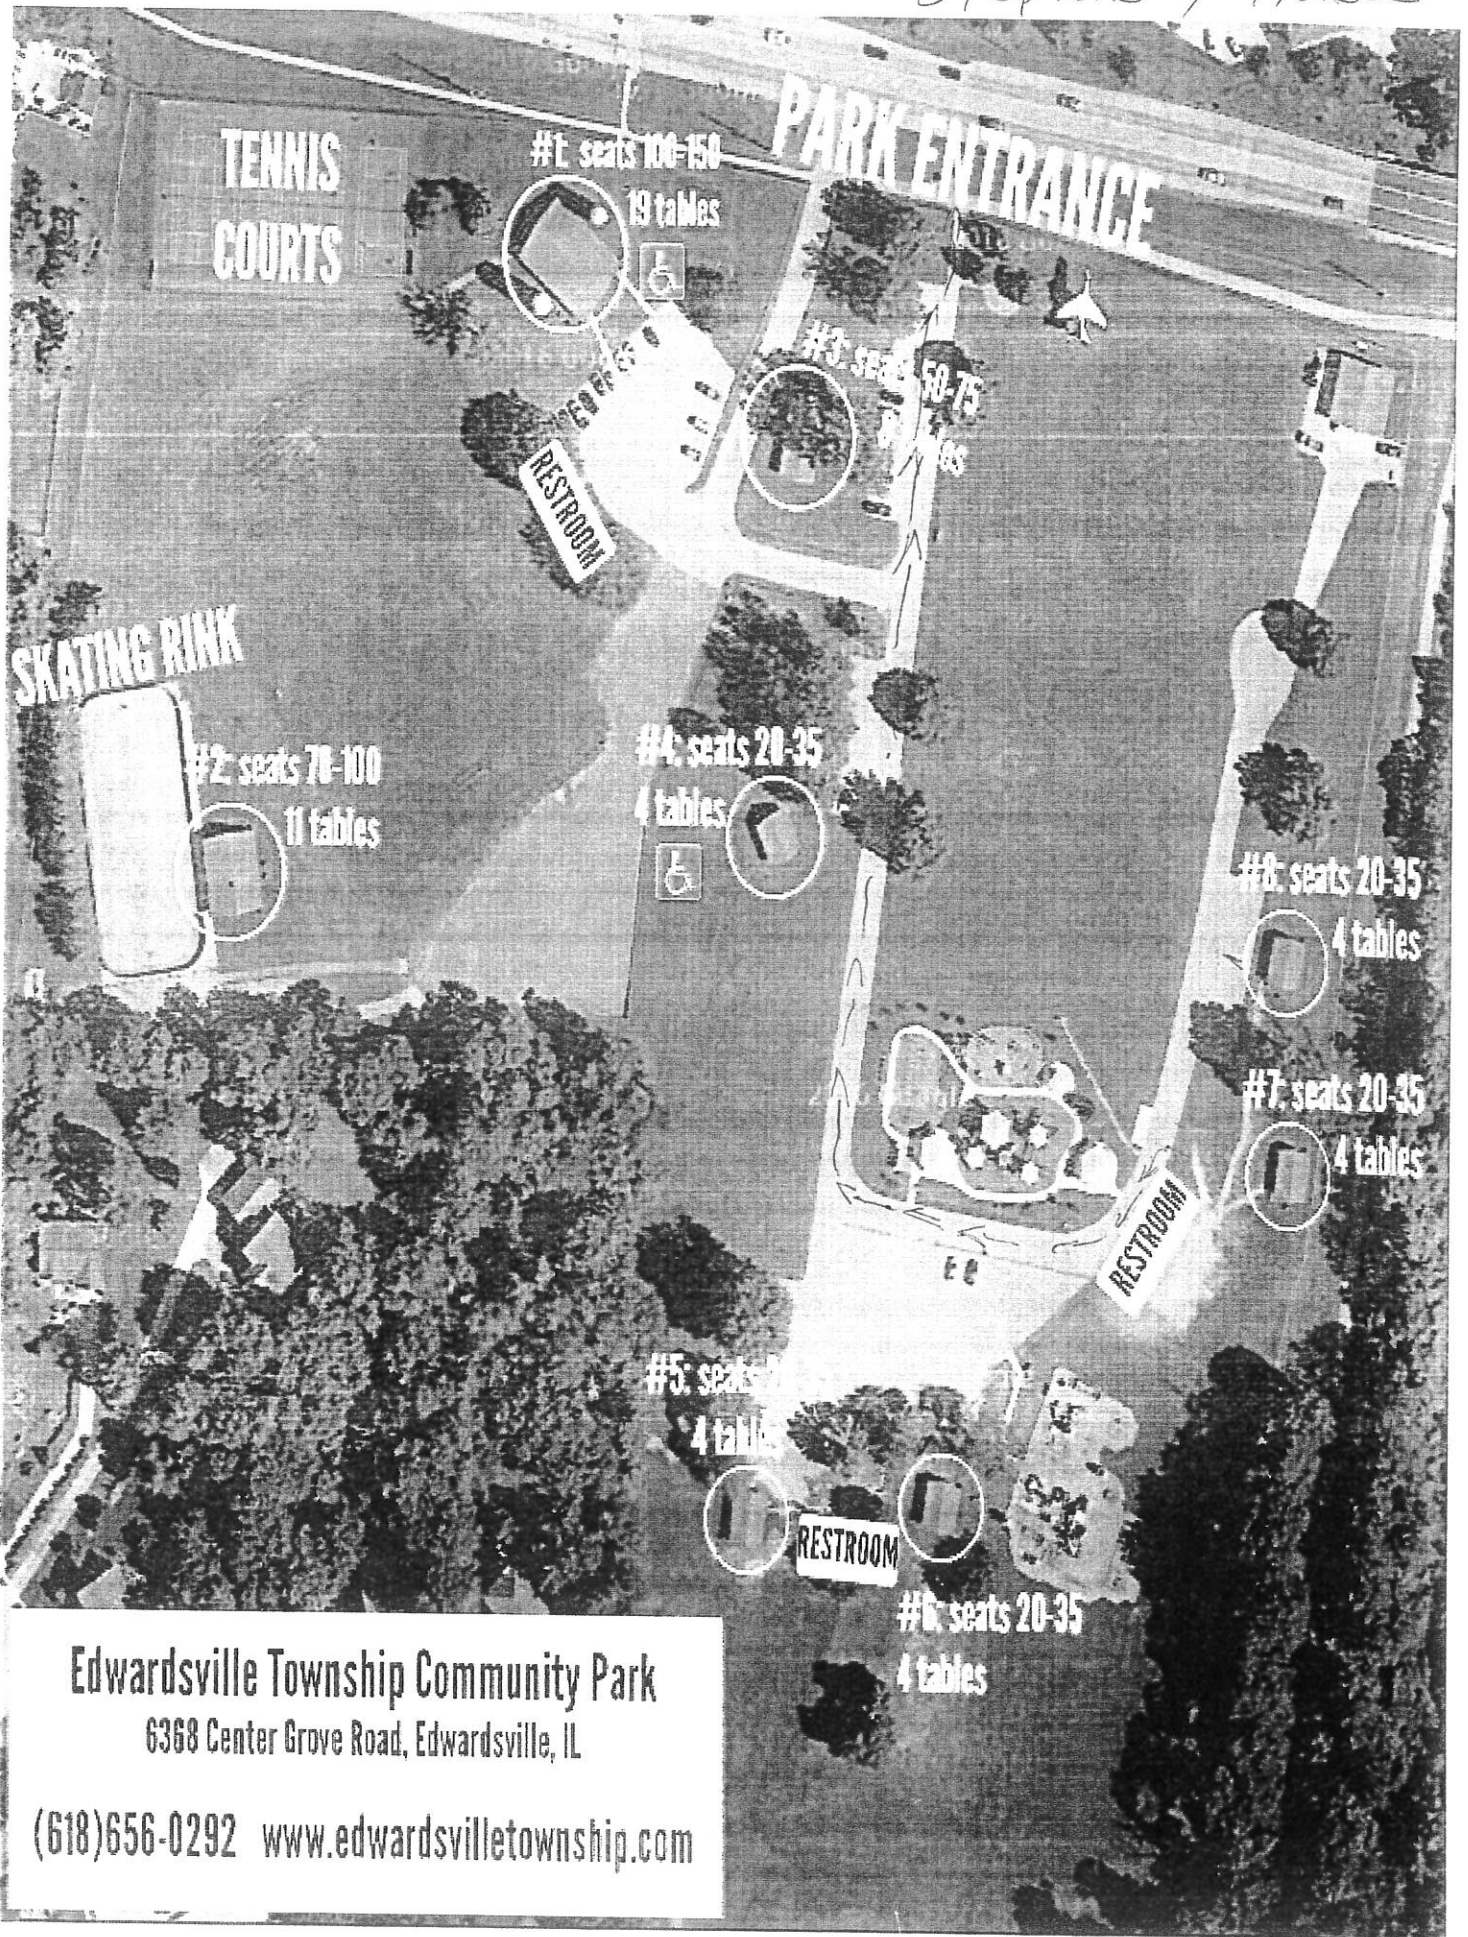 PARK ENTRANCE
TENNIS
COURTS
#1: seats 100-150
19 tables
#3: seats 50-75
RESTROOM
SKATING RINK
#2: seats 70-100
11 tables
#4: seats 20-35
4 tables
#8: seats 20-35
4 tables
#7: seats 20-35
4 tables
RESTROOM
#5: seats
4 tables
RESTROOM
#6: seats 20-35
4 tables
Edwardsville Township Community Park
6368 Center Grove Road, Edwardsville, IL
(618)656-0292 www.edwardsvilletownship.com